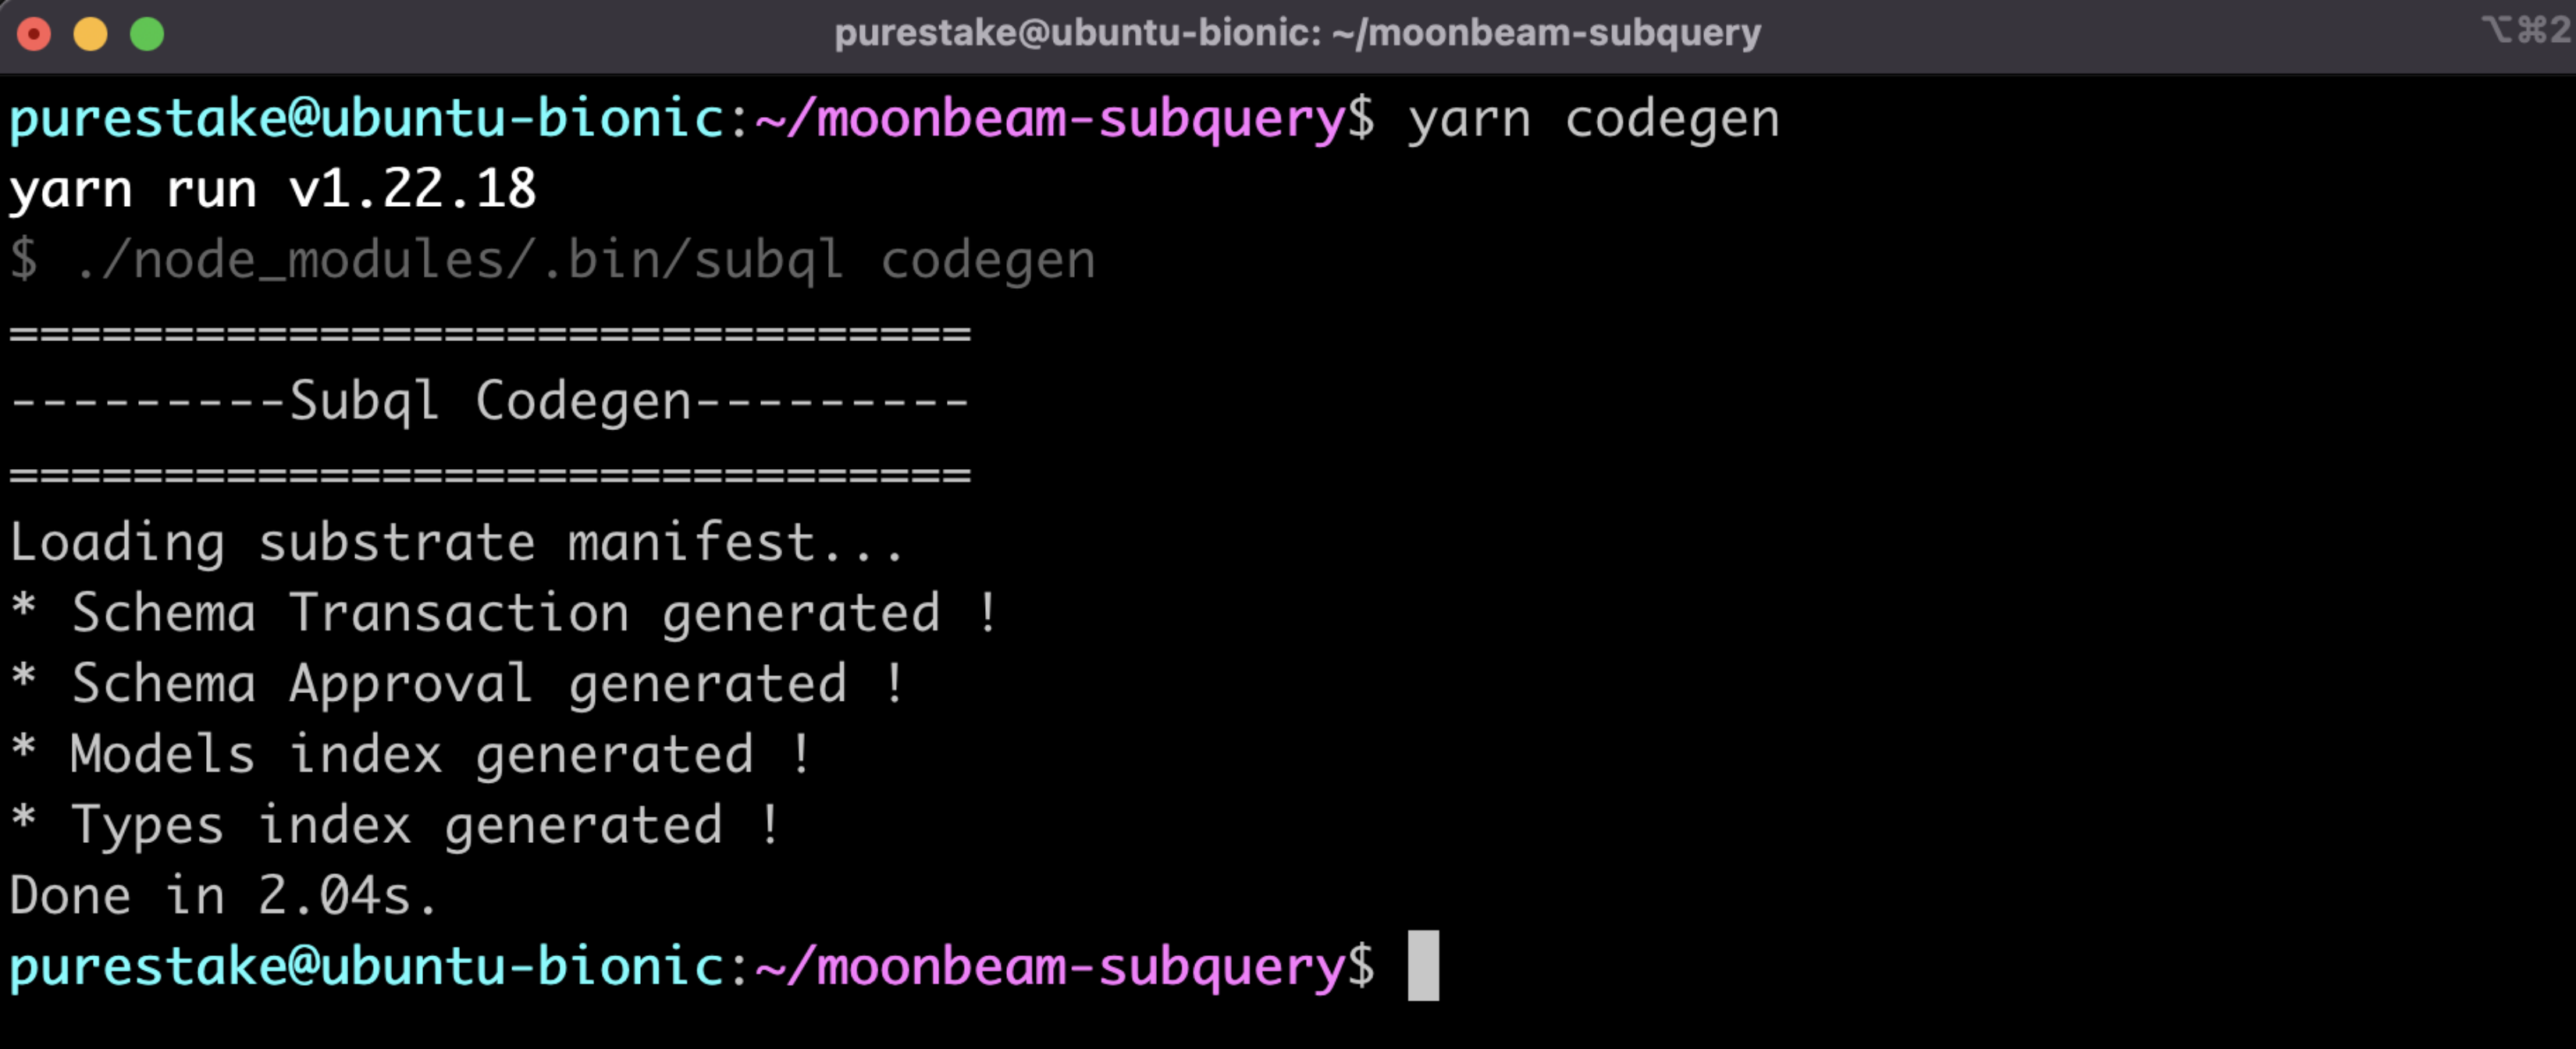 purestake@ubuntu-bionic: ~/moonbeam-subquery ⌥⌘2
purestake@ubuntu-bionic:~/moonbeam-subquery$ yarn codegen
yarn run v1.22.18
$ ./node_modules/.bin/subql codegen
===============================
---------Subql Codegen---------
===============================
Loading substrate manifest...
* Schema Transaction generated !
* Schema Approval generated !
* Models index generated !
* Types index generated !
Done in 2.04s.
purestake@ubuntu-bionic:~/moonbeam-subquery$